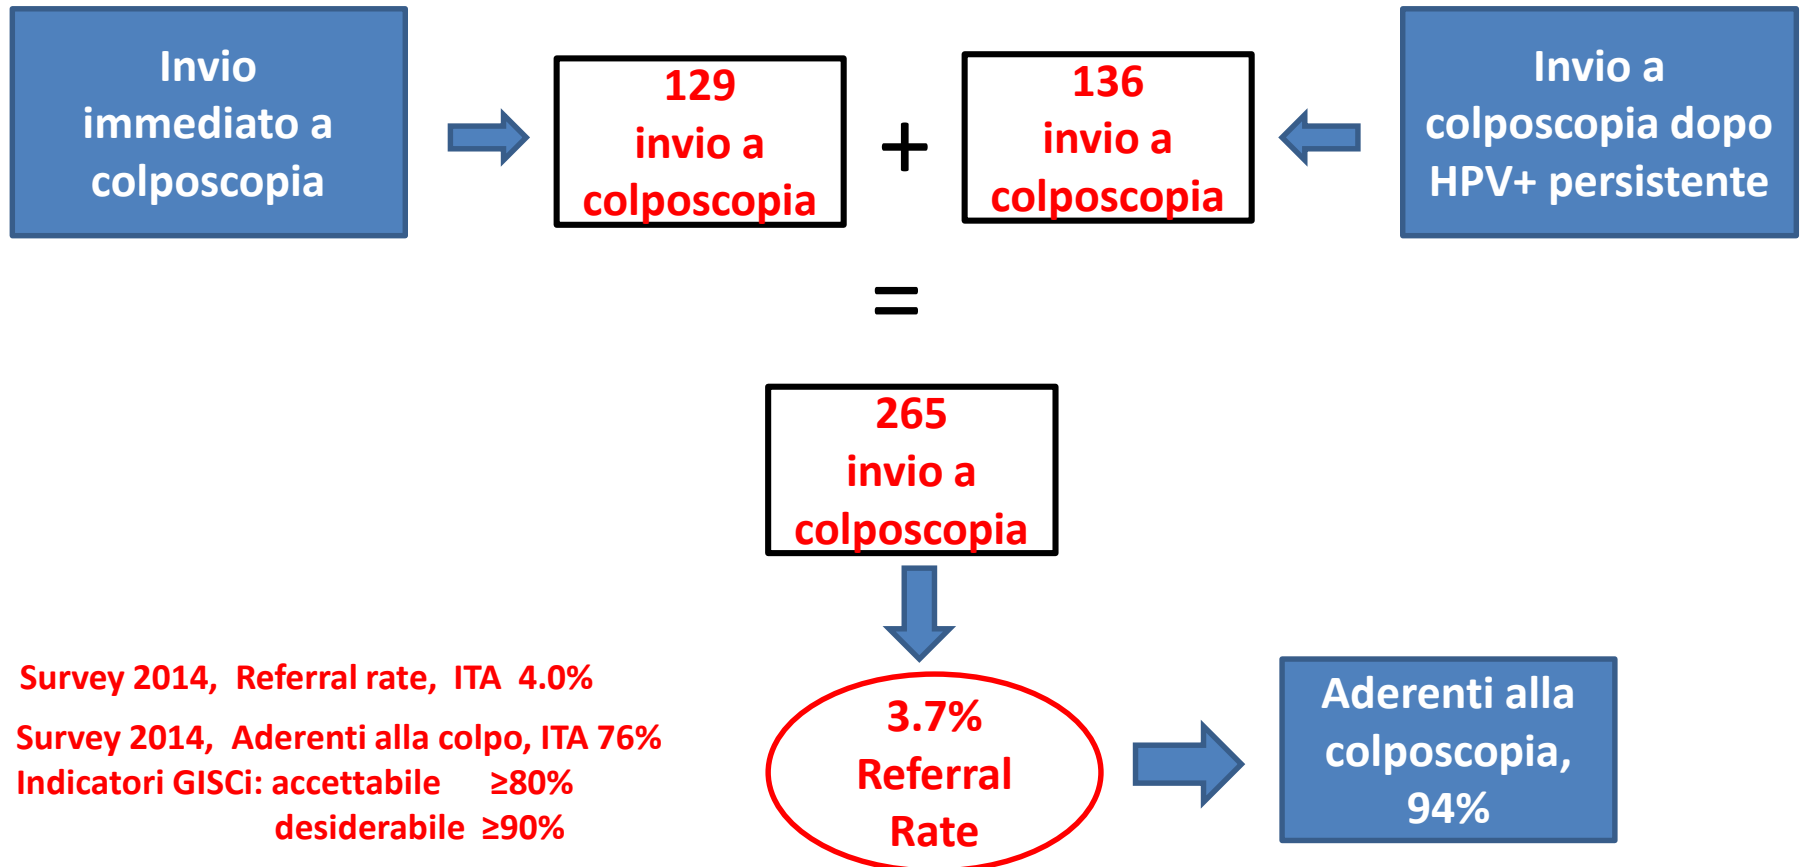 Invio
immediato a
colposcopia
129
invio a
colposcopia
+
136
invio a
colposcopia
Invio a
colposcopia dopo
HPV+ persistente
=
265
invio a
colposcopia
Survey 2014, Referral rate, ITA 4.0%
Survey 2014, Aderenti alla colpo, ITA 76%
Indicatori GISCi: accettabile ≥80%
desiderabile ≥90%
3.7%
Referral
Rate
Aderenti alla
colposcopia,
94%